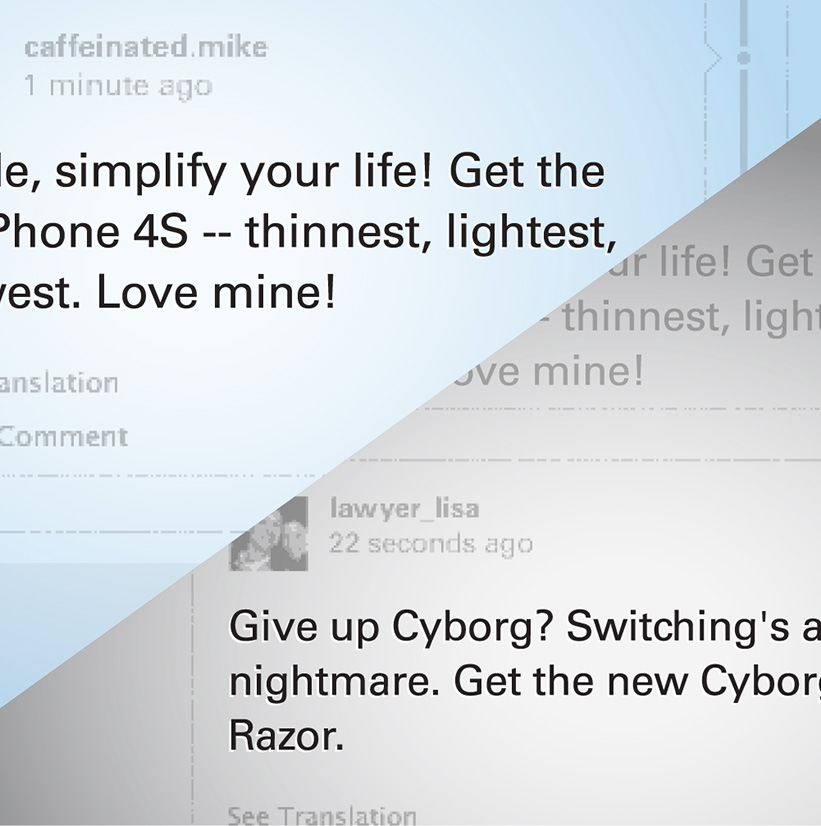 caffeinated.mike
1 minute ago
le, simplify your life! Get the
Phone 4S -- thinnest, lightest,
vest. Love mine!
ur life! Get
- thinnest, light
ove mine!
anslation
Comment
lawyer_lisa
22 seconds ago
Give up Cyborg? Switching's a
nightmare. Get the new Cyborg
Razor.
See Translation